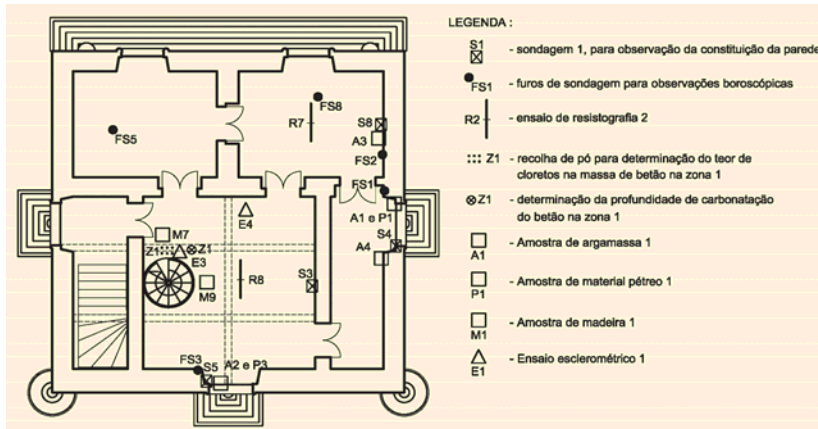 LEGENDA :
S1
- sondagem 1, para observação da constituição da parede
FS1
- furos de sondagem para observações boroscópicas
R2
- ensaio de resistografia 2
Z1
- recolha de pó para determinação do teor de
cloretos na massa de betão na zona 1
Z1
- determinação da profundidade de carbonatação
do betão na zona 1
A1
- Amostra de argamassa 1
P1
- Amostra de material pétreo 1
M1
- Amostra de madeira 1
E1
- Ensaio esclerométrico 1
FS8
FS5
R7
S8
A3
FS2
FS1
A1 e P1
E4
M7
S4
Z1
Z1
A4
E3
R8
S3
M9
FS3
S5
A2 e P3